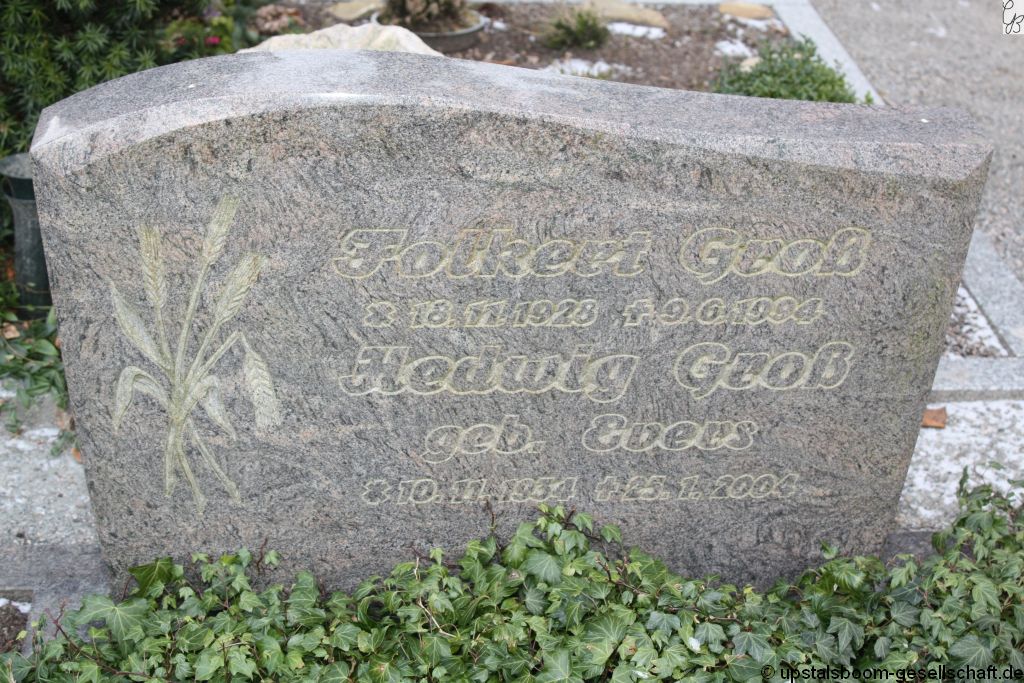 Folkert Groß
* 18.11.1928 † 9.6.1994
Hedwig Groß
geb. Evers
* 10.11.1934 † 15.1.2004
© upstalsboom-gesellschaft.de